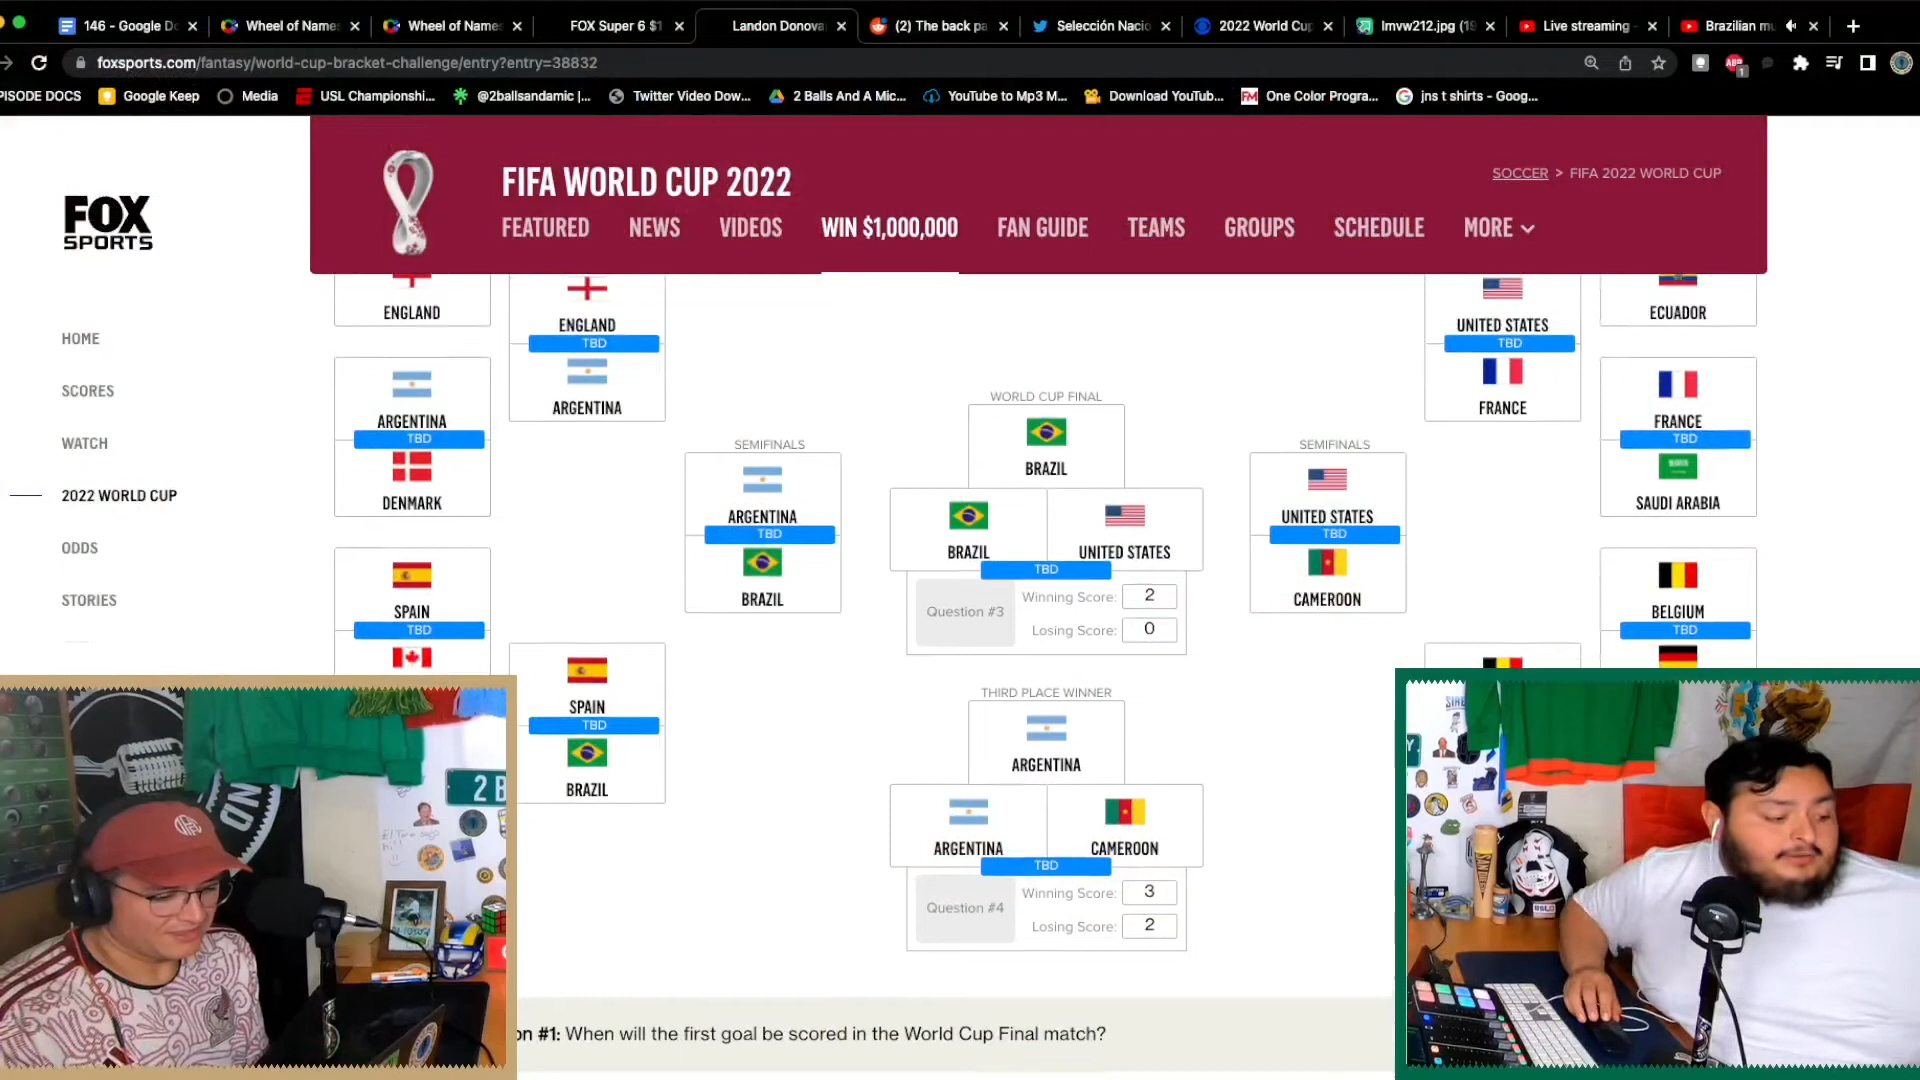 146 - Google Do
Wheel of Names
Wheel of Names
FOX Super 6 $1
Landon Donova
(2) The back pa
Selección Nacio
2022 World Cup
lmvw212.jpg (19
Live streaming -
Brazilian mu
foxsports.com/fantasy/world-cup-bracket-challenge/entry?entry=38832
PISODE DOCS
Google Keep
Media
USL Championshi...
@2ballsandamic |...
Twitter Video Dow...
2 Balls And A Mic...
YouTube to Mp3 M...
Download YouTub...
One Color Progra...
jns t shirts - Goog...
FIFA WORLD CUP 2022
SOCCER > FIFA 2022 WORLD CUP
FEATURED
NEWS
VIDEOS
WIN $1,000,000
FAN GUIDE
TEAMS
GROUPS
SCHEDULE
MORE
FOX
SPORTS
HOME
SCORES
WATCH
2022 WORLD CUP
ODDS
STORIES
ENGLAND
ARGENTINA
TBD
DENMARK
SPAIN
TBD
ENGLAND
TBD
ARGENTINA
SPAIN
TBD
BRAZIL
SEMIFINALS
ARGENTINA
TBD
BRAZIL
WORLD CUP FINAL
BRAZIL
BRAZIL
UNITED STATES
TBD
Question #3
Winning Score: 2
Losing Score: 0
THIRD PLACE WINNER
ARGENTINA
ARGENTINA
CAMEROON
TBD
Question #4
Winning Score: 3
Losing Score: 2
SEMIFINALS
UNITED STATES
TBD
CAMEROON
UNITED STATES
TBD
FRANCE
ECUADOR
FRANCE
TBD
SAUDI ARABIA
BELGIUM
TBD
on #1: When will the first goal be scored in the World Cup Final match?
2 B